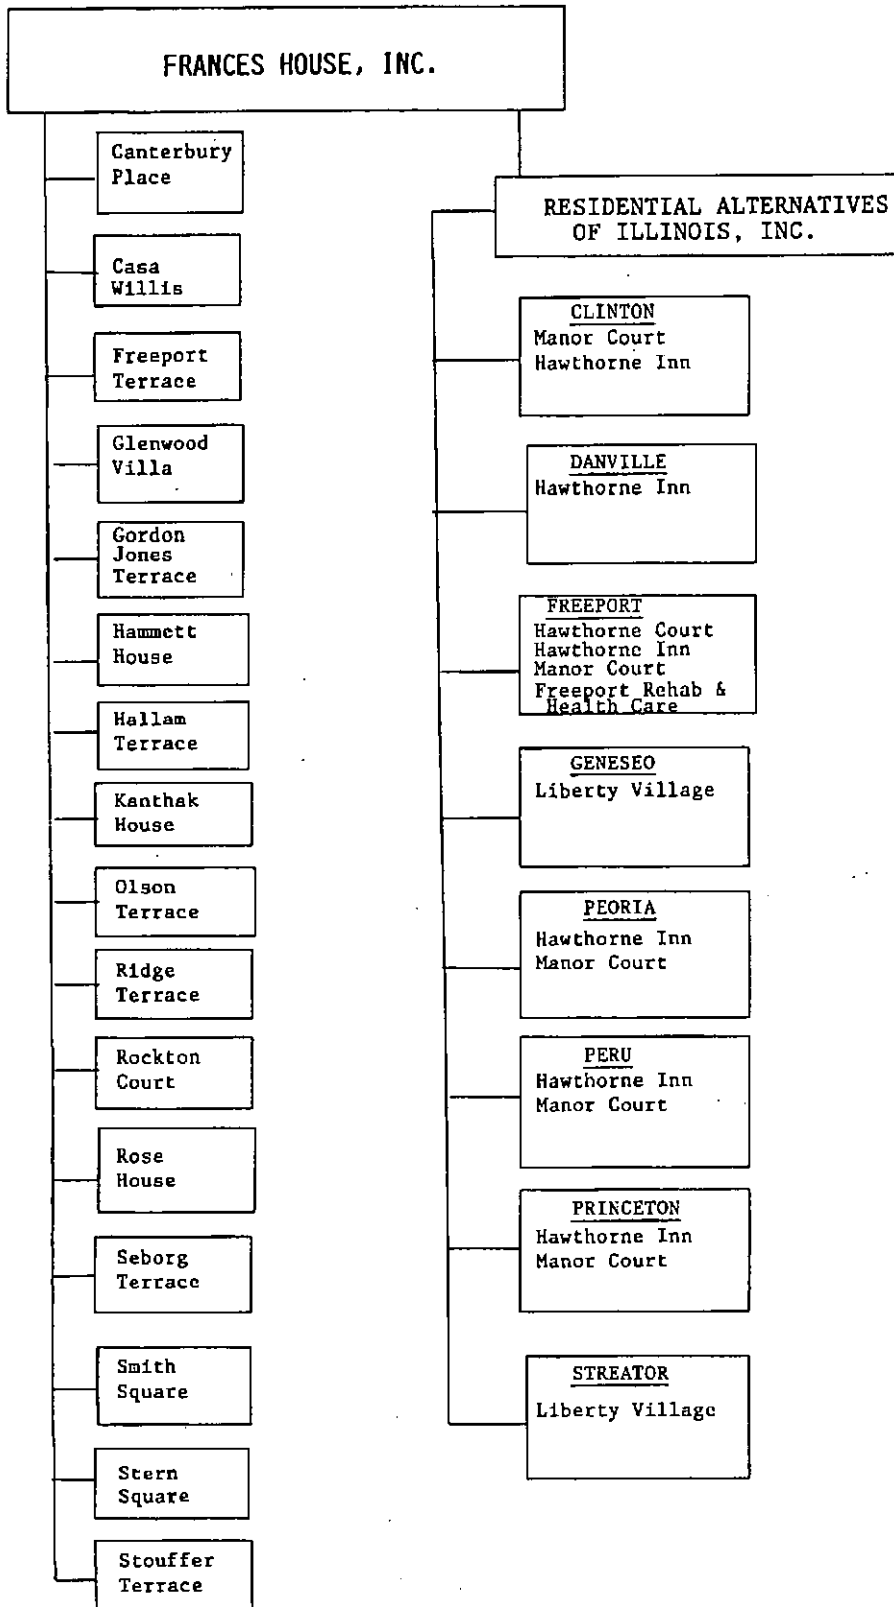 FRANCES HOUSE, INC.
Canterbury
Place
Casa
Willis
Freeport
Terrace
Glenwood
Villa
Gordon
Jones
Terrace
Hammett
House
Hallam
Terrace
Kanthak
House
Olson
Terrace
Ridge
Terrace
Rockton
Court
Rose
House
Seborg
Terrace
Smith
Square
Stern
Square
Stouffer
Terrace
RESIDENTIAL ALTERNATIVES
OF ILLINOIS, INC.
CLINTON
Manor Court
Hawthorne Inn
DANVILLE
Hawthorne Inn
FREEPORT
Hawthorne Court
Hawthorne Inn
Manor Court
Freeport Rehab &
Health Care
GENESEO
Liberty Village
PEORIA
Hawthorne Inn
Manor Court
PERU
Hawthorne Inn
Manor Court
PRINCETON
Hawthorne Inn
Manor Court
STREATOR
Liberty Village